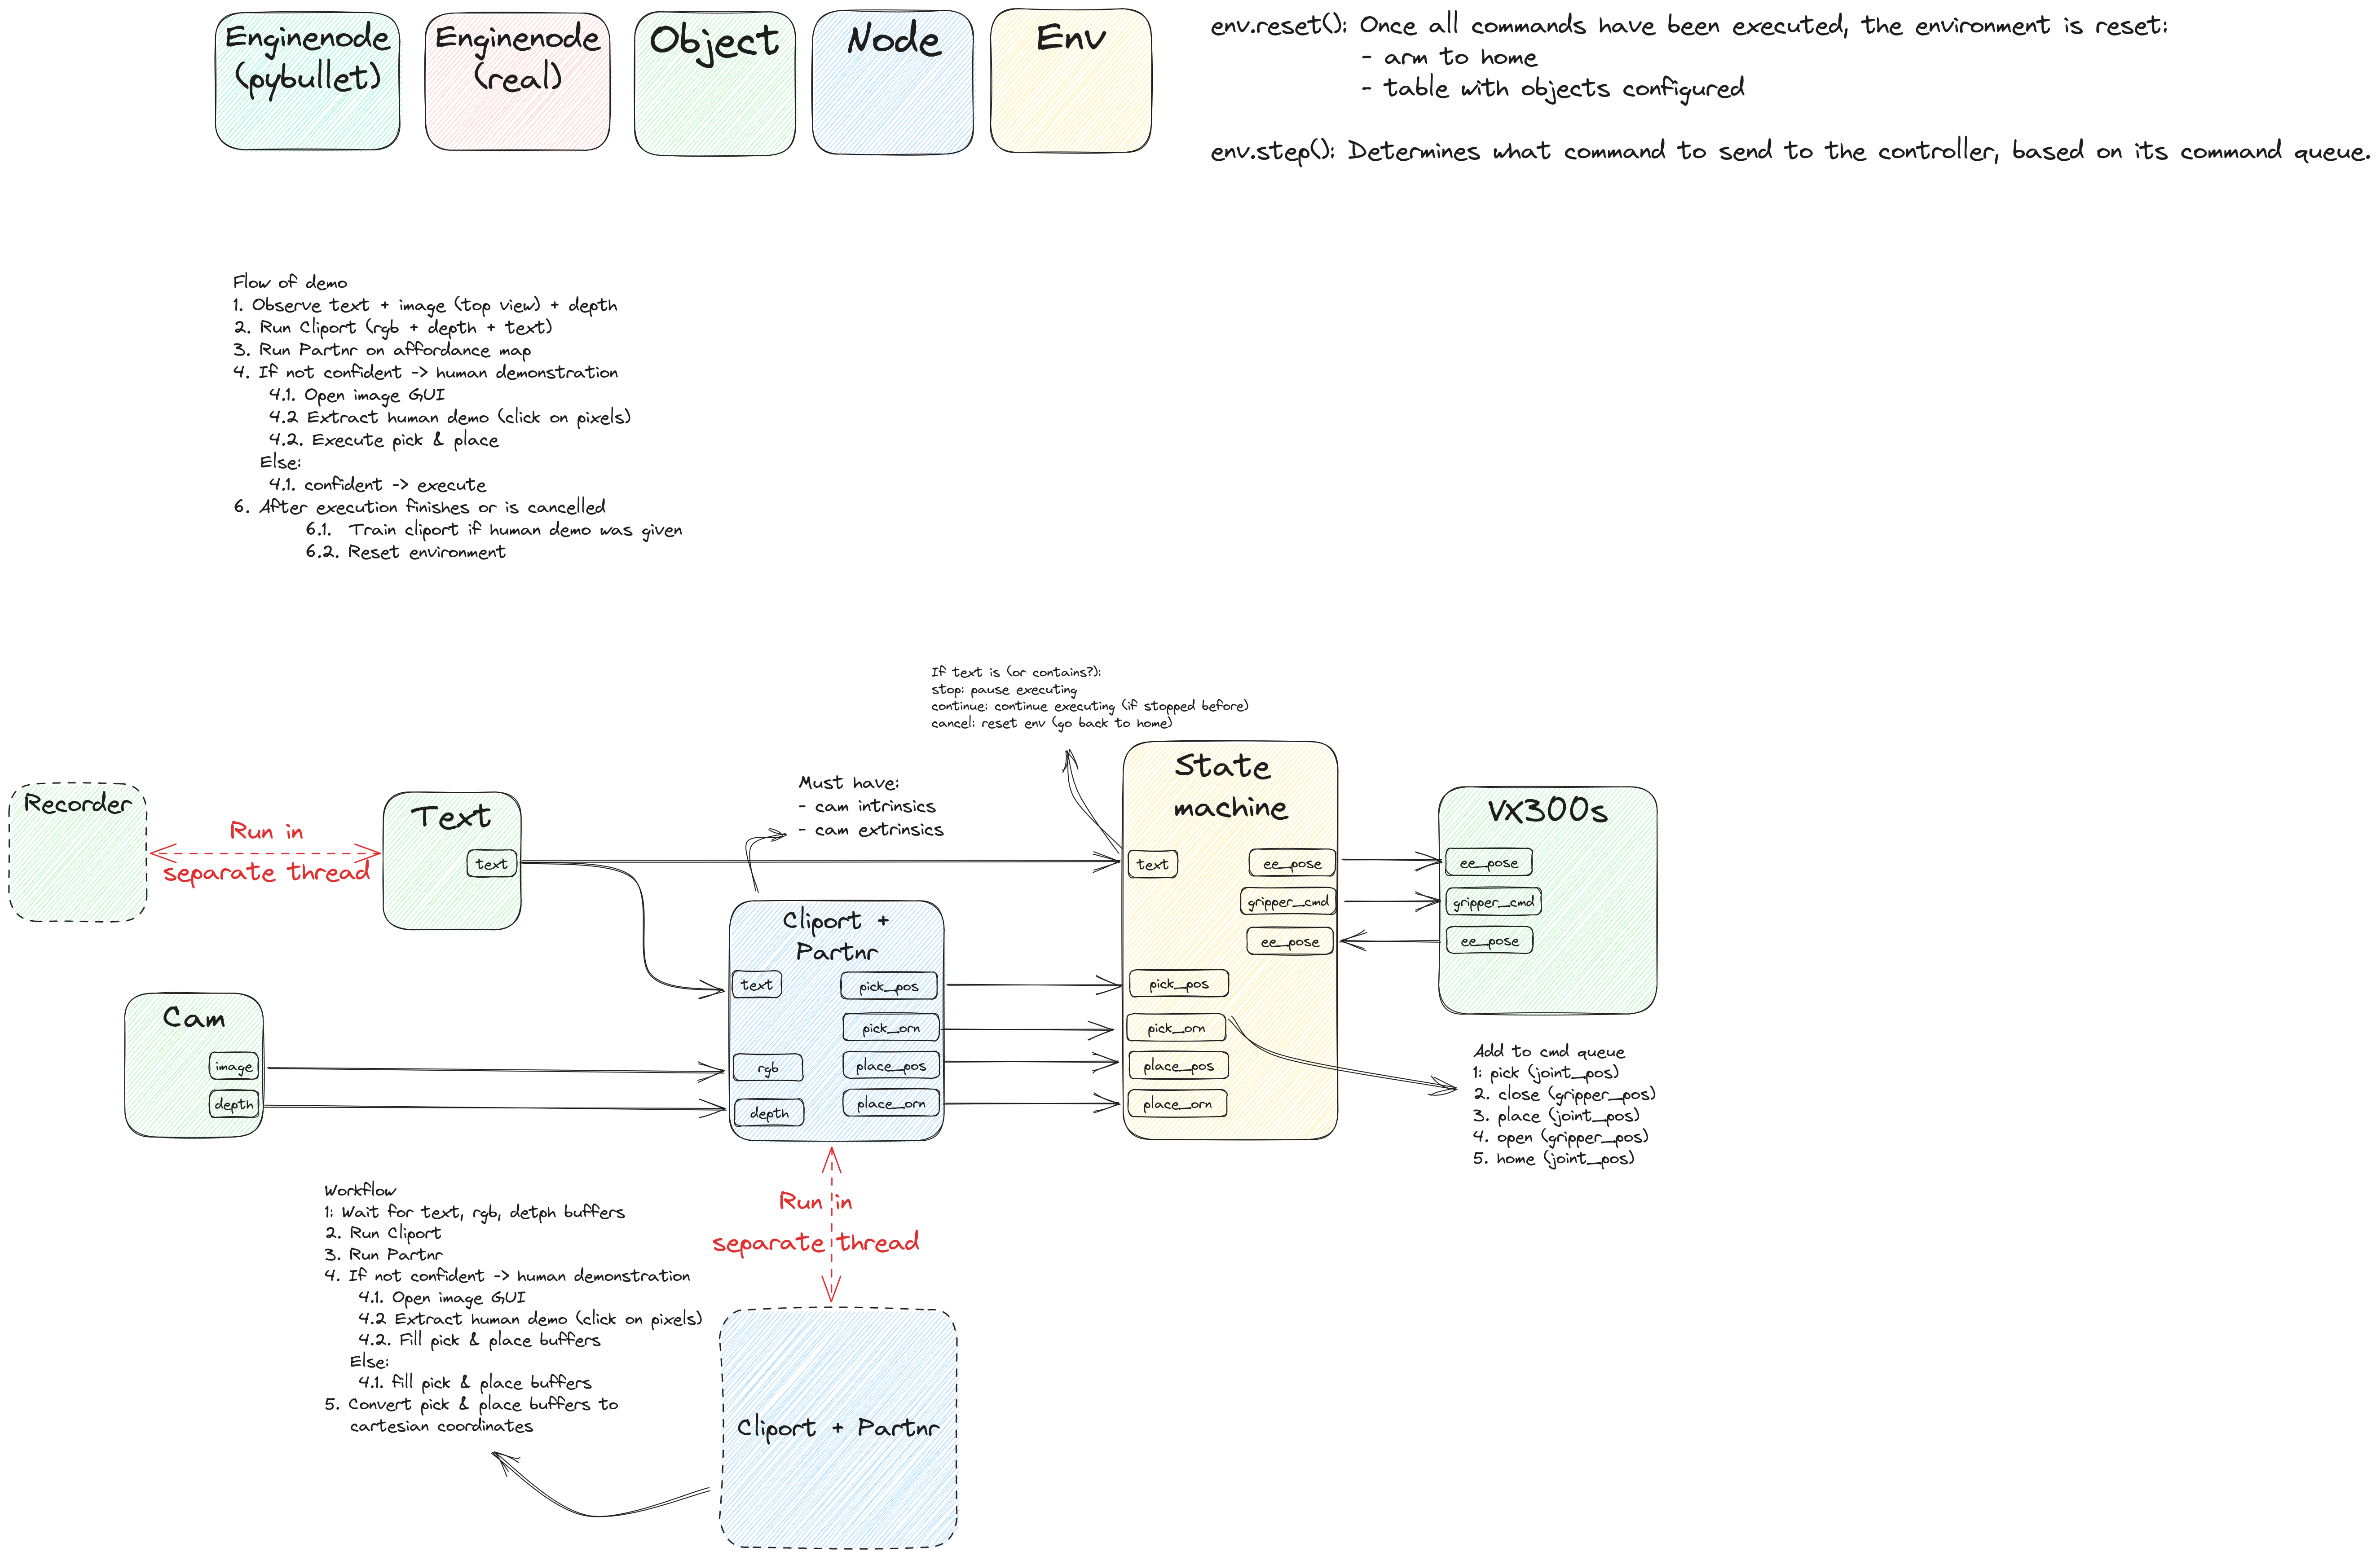 Enginenode
(pybullet)
Enginenode
(real)
Object
Node
Env
env.reset(): Once all commands have been executed, the environment is reset:
- arm to home
- table with objects configured
env.step(): Determines what command to send to the controller, based on its command queue.
Flow of demo
1. Observe text + image (top view) + depth
2. Run Cliport (rgb + depth + text)
3. Run Partnr on affordance map
4. If not confident -> human demonstration
4.1. Open image GUI
4.2 Extract human demo (click on pixels)
4.2. Execute pick & place
Else:
4.1. confident -> execute
6. After execution finishes or is cancelled
6.1. Train cliport if human demo was given
6.2. Reset environment
If text is (or contains?):
stop: pause executing
continue: continue executing (if stopped before)
cancel: reset env (go back to home)
Recorder
Run in
separate thread
Text
text
Must have:
- cam intrinsics
- cam extrinsics
State
machine
text
ee_pose
gripper_cmd
ee_pose
pick_pos
pick_orn
place_pos
place_orn
VX300s
ee_pose
gripper_cmd
ee_pose
Cliport +
Partnr
text
rgb
depth
pick_pos
pick_orn
place_pos
place_orn
Cam
image
depth
Add to cmd queue
1: pick (joint_pos)
2. close (gripper_pos)
3. place (joint_pos)
4. open (gripper_pos)
5. home (joint_pos)
Workflow
1: Wait for text, rgb, detph buffers
2. Run Cliport
3. Run Partnr
4. If not confident -> human demonstration
4.1. Open image GUI
4.2 Extract human demo (click on pixels)
4.2. Fill pick & place buffers
Else:
4.1. fill pick & place buffers
5. Convert pick & place buffers to
cartesian coordinates
Run in
separate thread
Cliport + Partnr